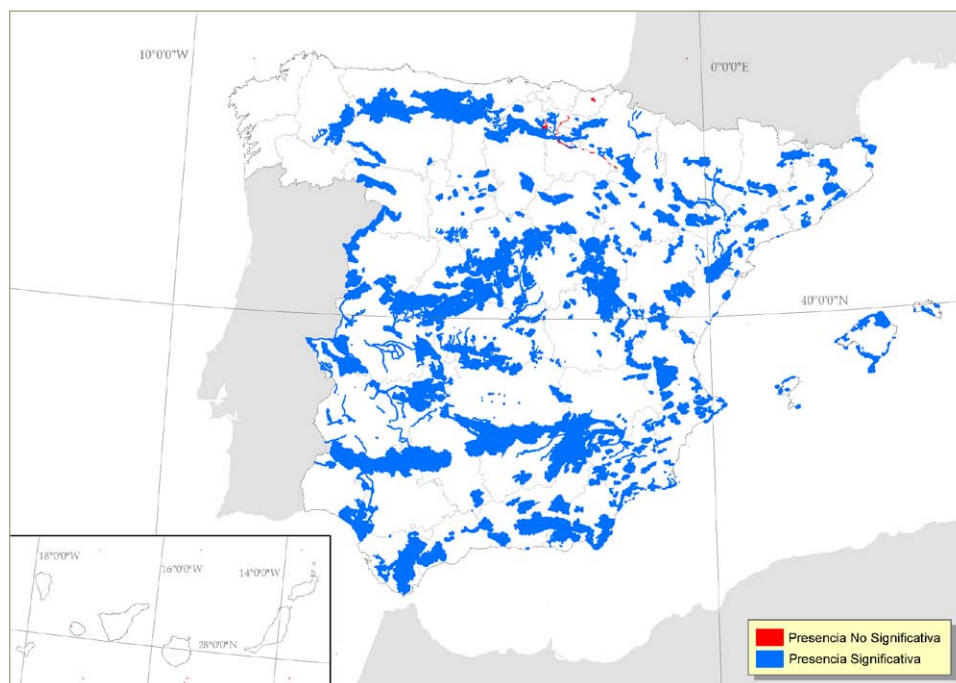 10°0'0"W
0°0'0"E
40°0'0"N
18°0'0"W
16°0'0"W
14°0'0"W
28°0'0"N
Presencia No Significativa
Presencia Significativa